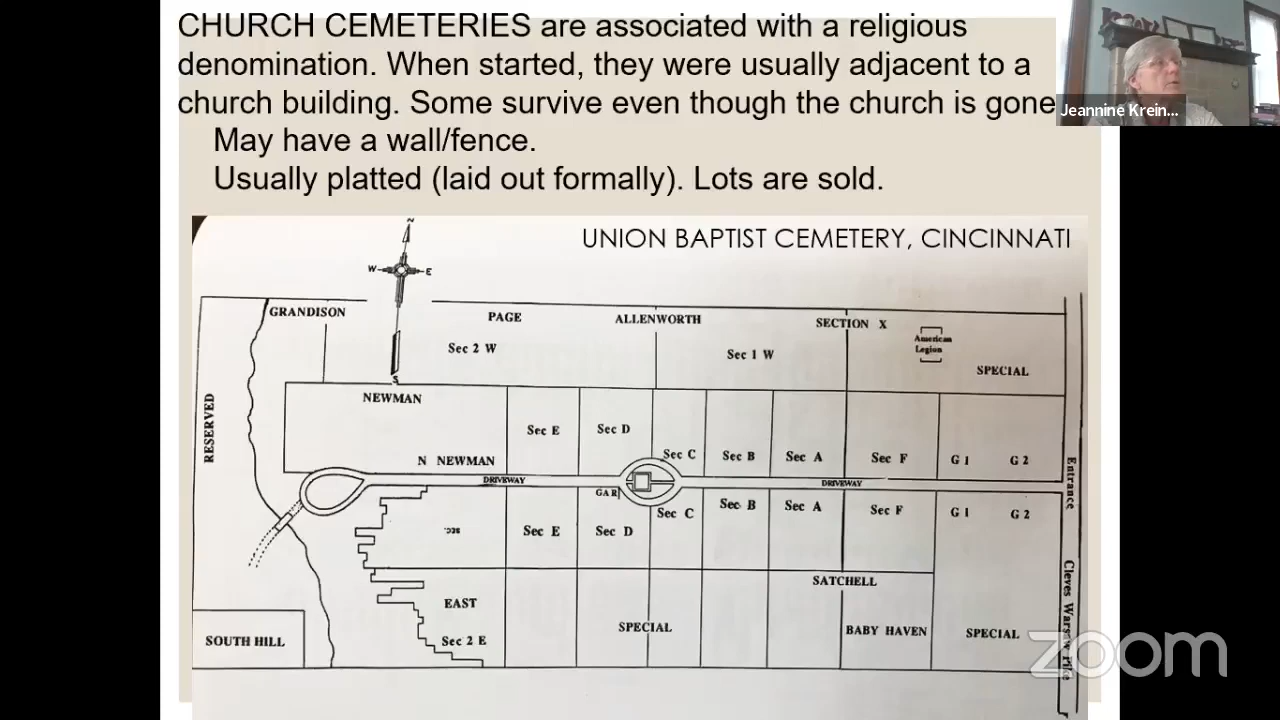 CHURCH CEMETERIES are associated with a religious
denomination. When started, they were usually adjacent to a
church building. Some survive even though the church is gone
May have a wall/fence.
Usually platted (laid out formally). Lots are sold.
Jeannine Krein...
UNION BAPTIST CEMETERY, CINCINNATI
N
W E
S
GRANDISON
PAGE
ALLENWORTH
SECTION X
American
Legion
Sec 2 W
Sec 1 W
SPECIAL
RESERVED
NEWMAN
Sec E
Sec D
Sec C
Sec B
Sec A
Sec F
G 1
G 2
N NEWMAN
DRIVEWAY
DRIVEWAY
Entrance
GAR
Sec E
Sec D
Sec C
Sec B
Sec A
Sec F
G 1
G 2
SATCHELL
EAST
Sec 2 E
SPECIAL
BABY HAVEN
SPECIAL
SOUTH HILL
Cleves Warsaw Pike
zoom